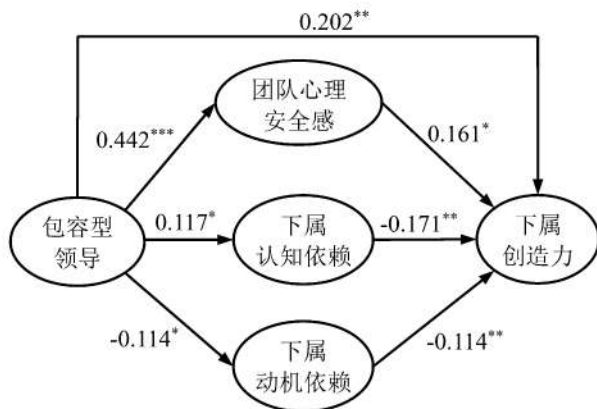 0.202**
团队心理
安全感
0.442***
0.161*
包容型
领导
0.117*
下属
认知依赖
-0.171**
下属
创造力
-0.114*
下属
动机依赖
-0.114**